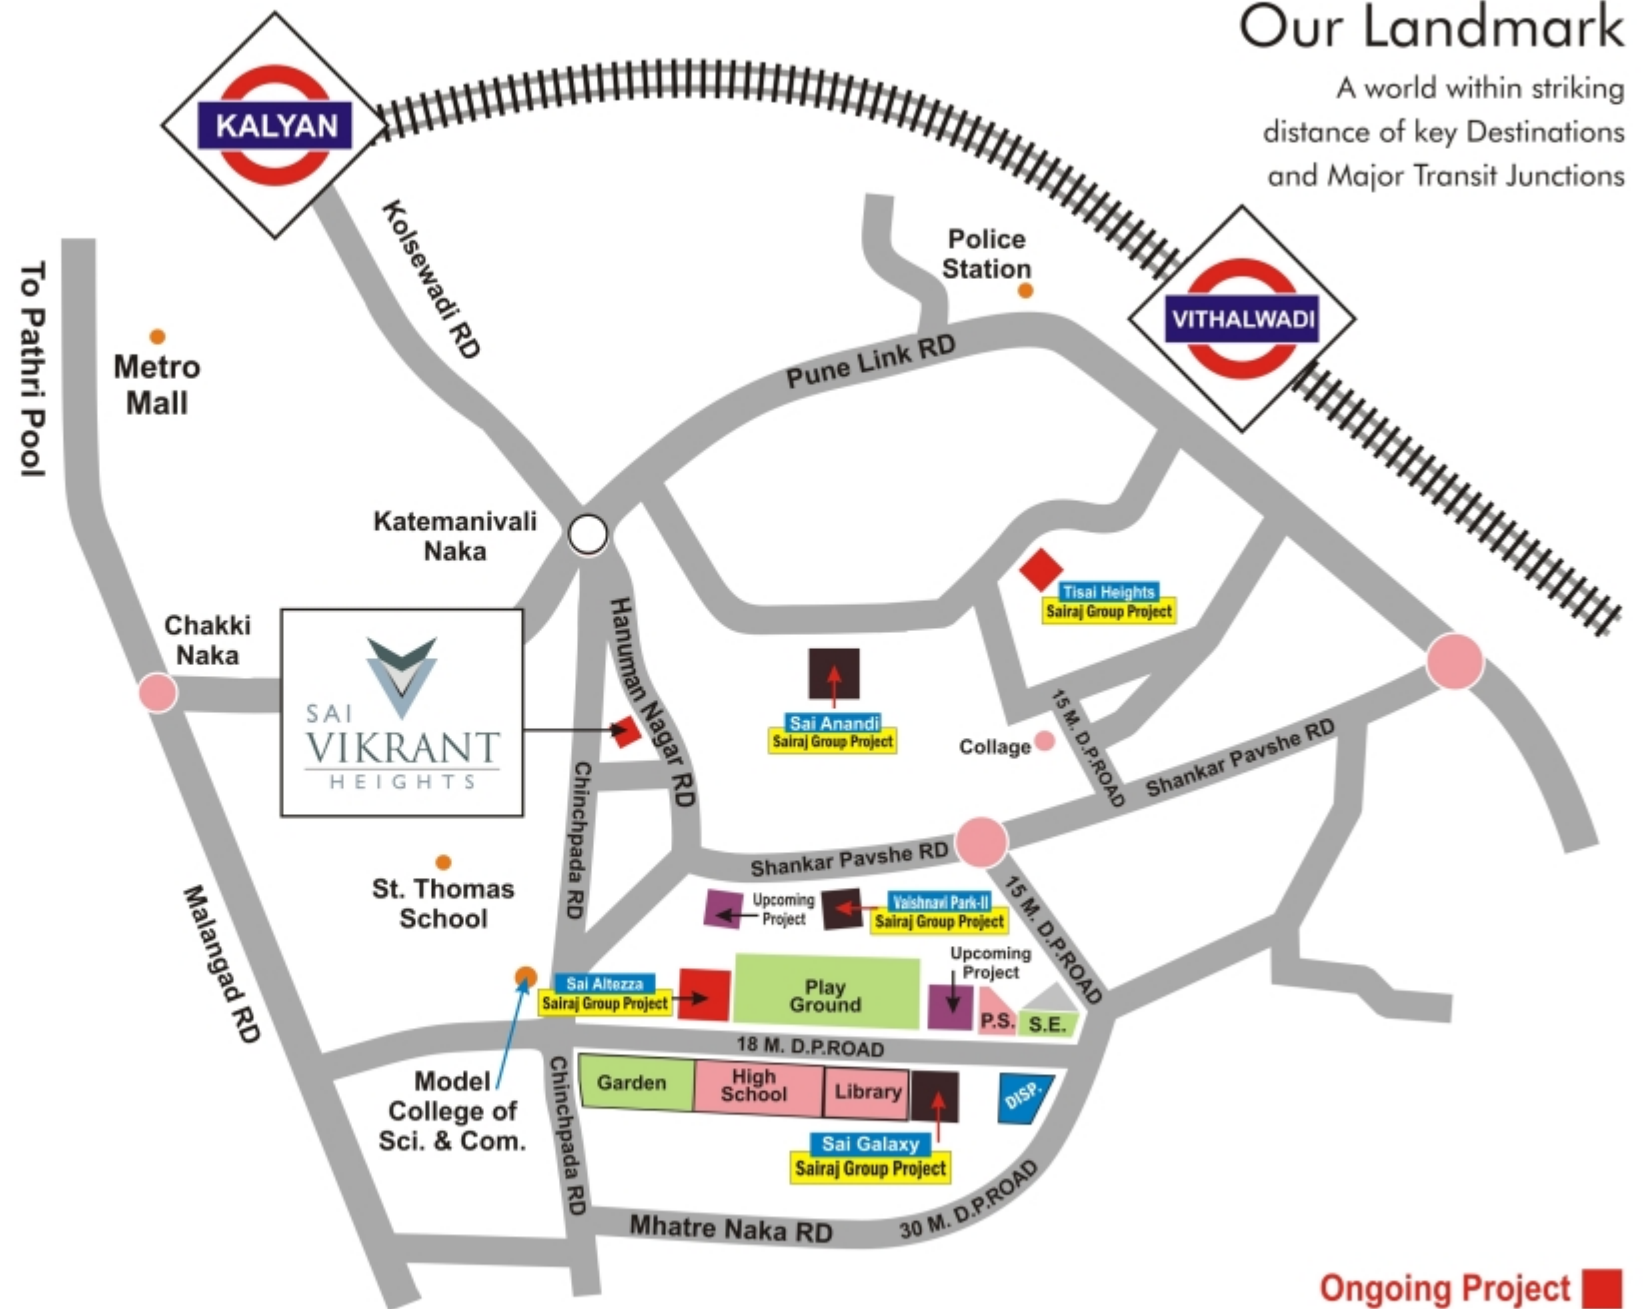 Our Landmark
A world within striking
distance of key Destinations
and Major Transit Junctions
KALYAN
VITHALWADI
Kolsewadi RD
Police
Station
To Pathri Pool
Metro
Mall
Pune Link RD
Katemanivali
Naka
Chakki
Naka
Tisai Heights
Sairaj Group Project
Hanuman Nagar RD
SAI
VIKRANT
HEIGHTS
Sai Anandi
Sairaj Group Project
15 M. D.P.ROAD
Collage
Shankar Pavshe RD
Chinchpada RD
Shankar Pavshe RD
St. Thomas
School
Malangad RD
Upcoming
Project
Vaishnavi Park-II
Sairaj Group Project
15 M. D.P.ROAD
Upcoming
Project
Sai Altezza
Sairaj Group Project
Play
Ground
P.S.
S.E.
18 M. D.P.ROAD
Model
College of
Sci. & Com.
Chinchpada RD
Garden
High
School
Library
DISP.
Sai Galaxy
Sairaj Group Project
Mhatre Naka RD
30 M. D.P.ROAD
Ongoing Project